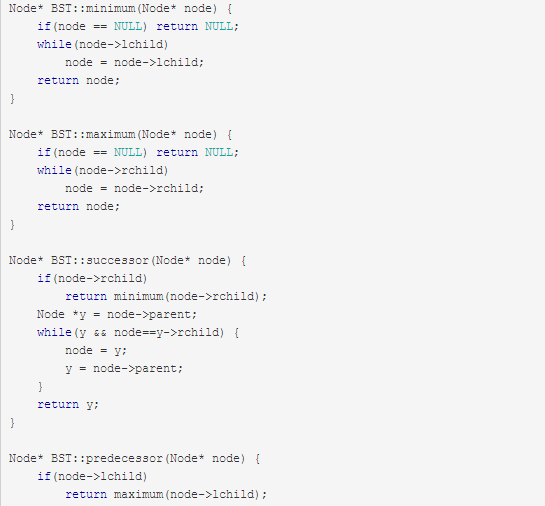 Node* BST::minimum(Node* node) {
    if(node == NULL) return NULL;
    while(node->lchild)
        node = node->lchild;
    return node;
}

Node* BST::maximum(Node* node) {
    if(node == NULL) return NULL;
    while(node->rchild)
        node = node->rchild;
    return node;
}

Node* BST::successor(Node* node) {
    if(node->rchild)
        return minimum(node->rchild);
    Node *y = node->parent;
    while(y && node==y->rchild) {
        node = y;
        y = node->parent;
    }
    return y;
}

Node* BST::predecessor(Node* node) {
    if(node->lchild)
        return maximum(node->lchild);